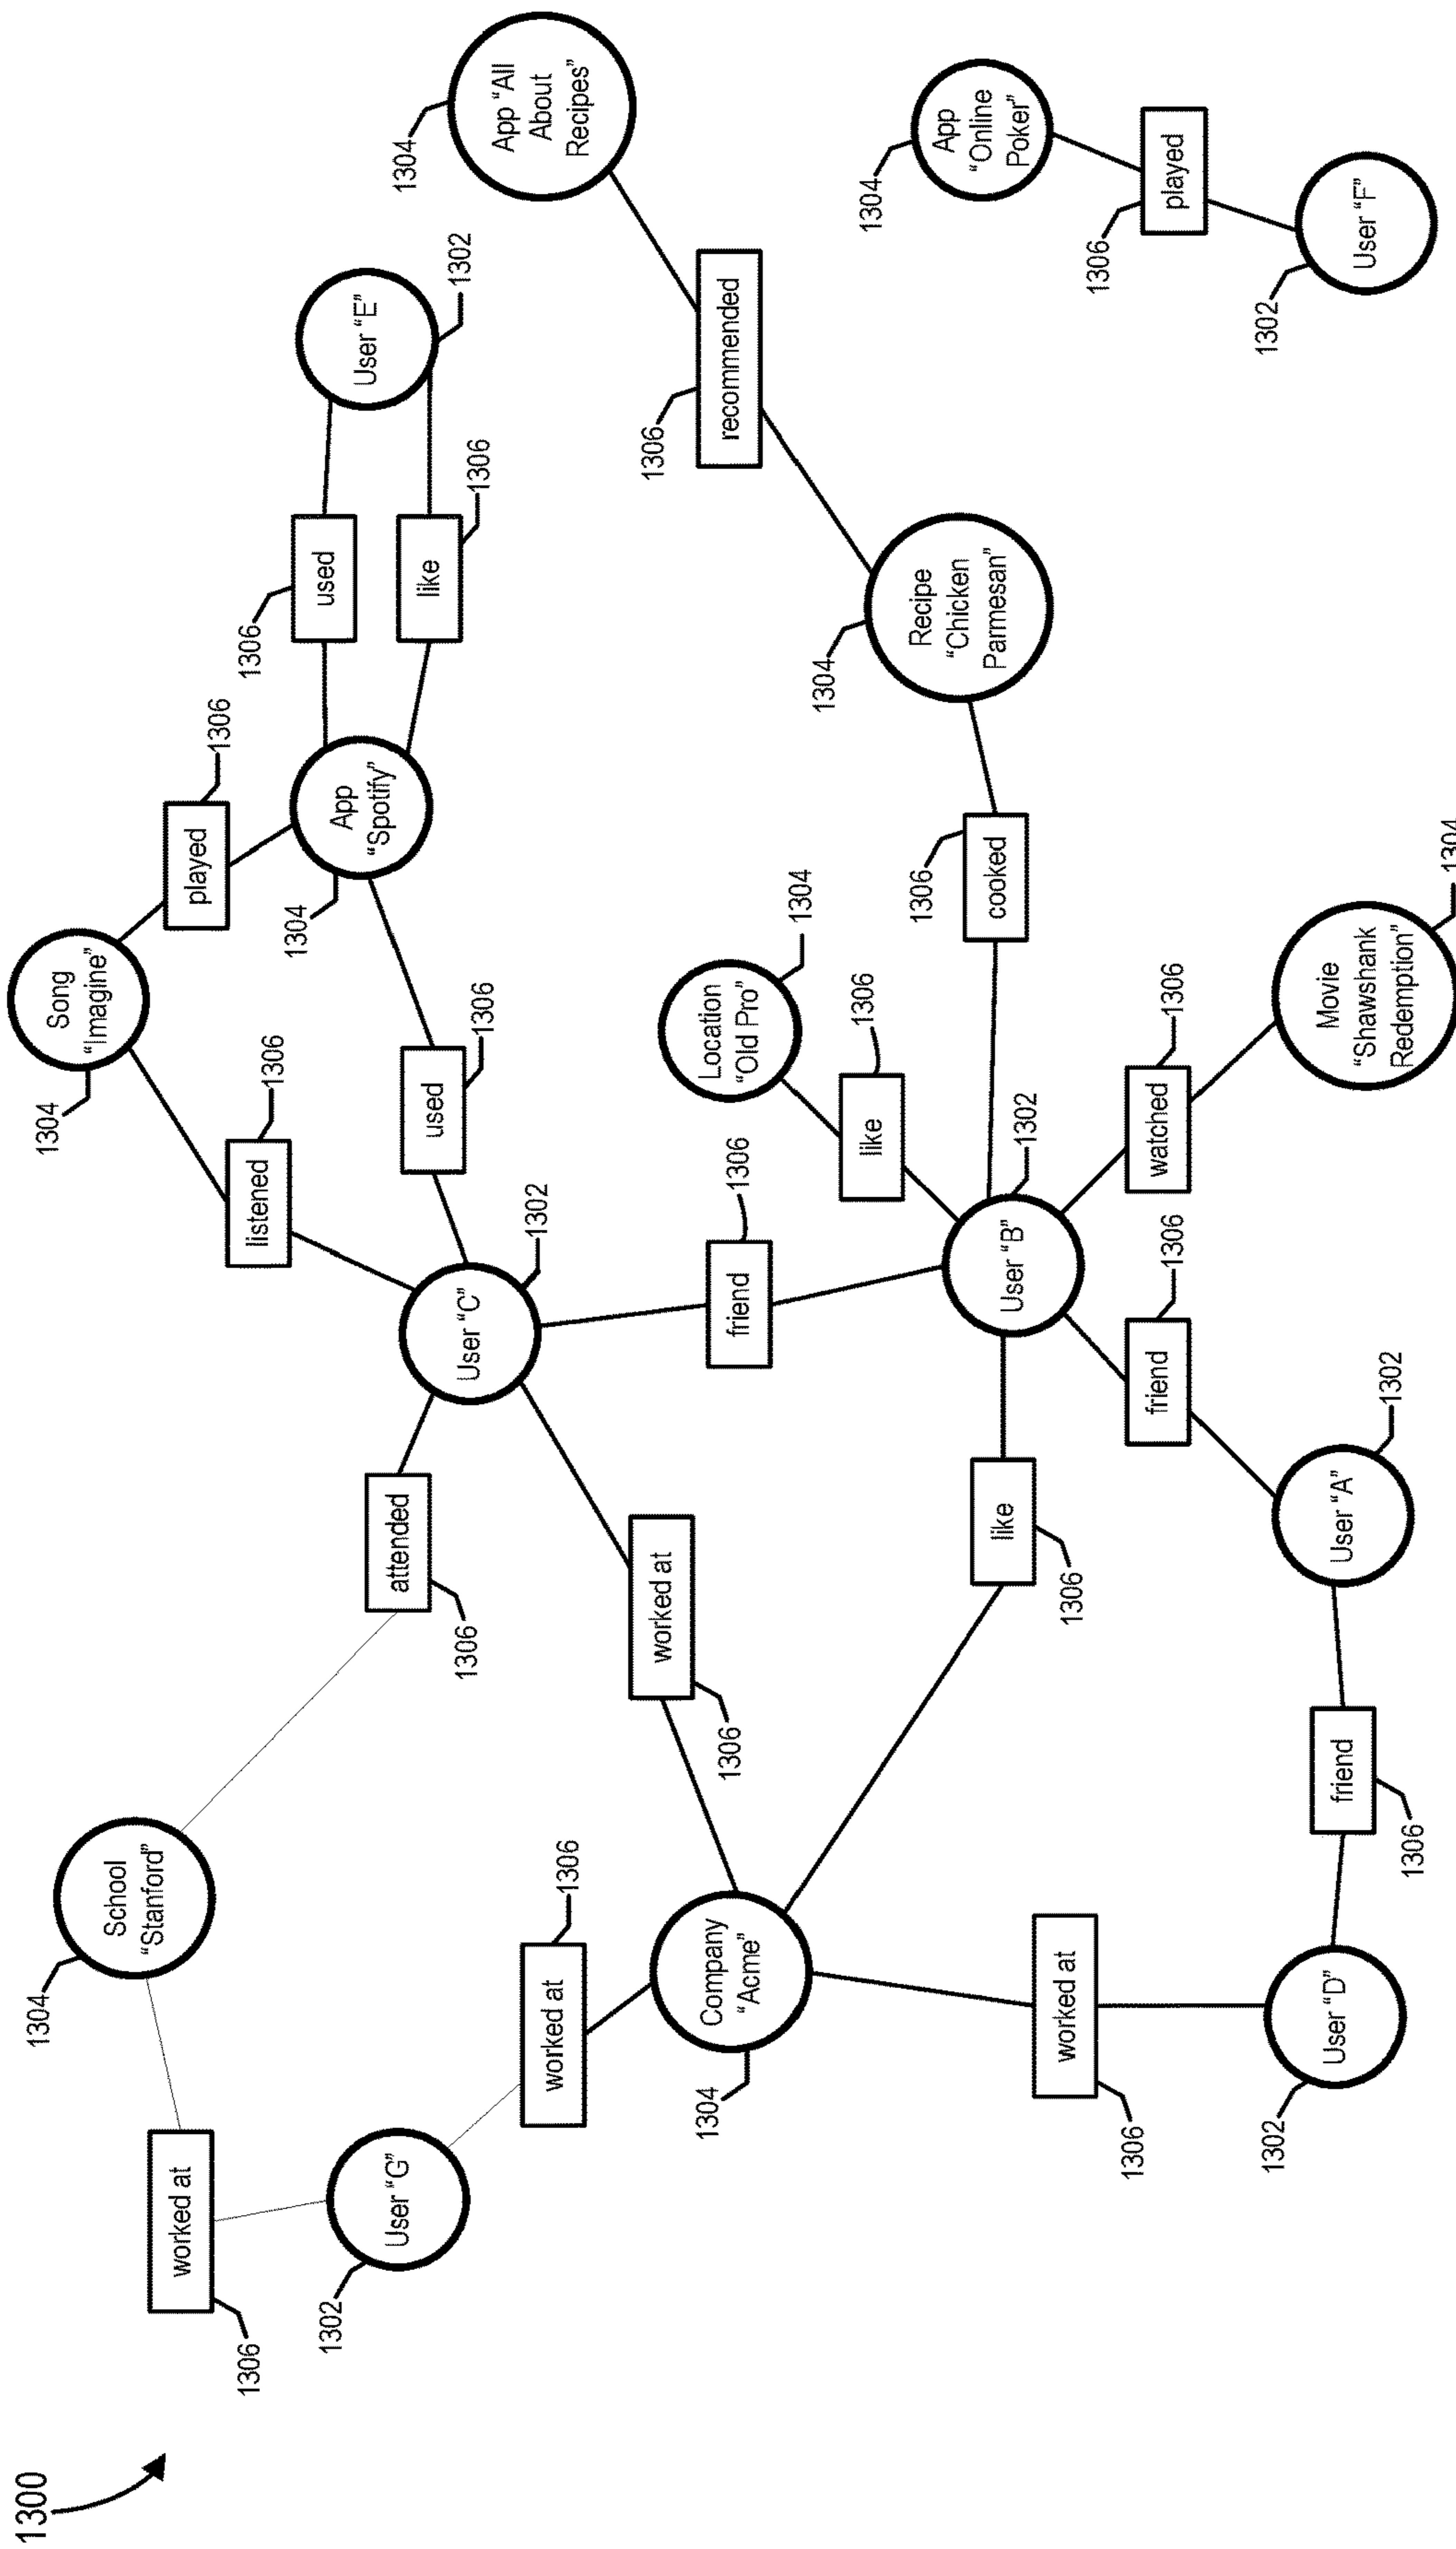 1300
1306
worked at
1304
School
"Stanford"
1304
Song
"Imagine"
1306
listened
played
1306
1302
User "G"
1306
attended
1306
1306
used
1306
User "E"
1302
like
1306
App
"Spotify"
1304
User "C"
1302
used
1306
worked at
1306
worked at
1306
1304
App "All
About
Recipes"
Company
"Acme"
1304
friend
1306
Location
"Old Pro"
1304
recommended
1306
like
1306
like
1306
User "B"
1302
cooked
1306
Recipe
"Chicken
Parmesan"
1304
App
"Online
Poker"
1304
worked at
1306
friend
1306
watched
1306
played
1306
User "D"
1302
friend
1306
User "A"
1302
Movie
"Shawshank
Redemption"
1304
User "F"
1302